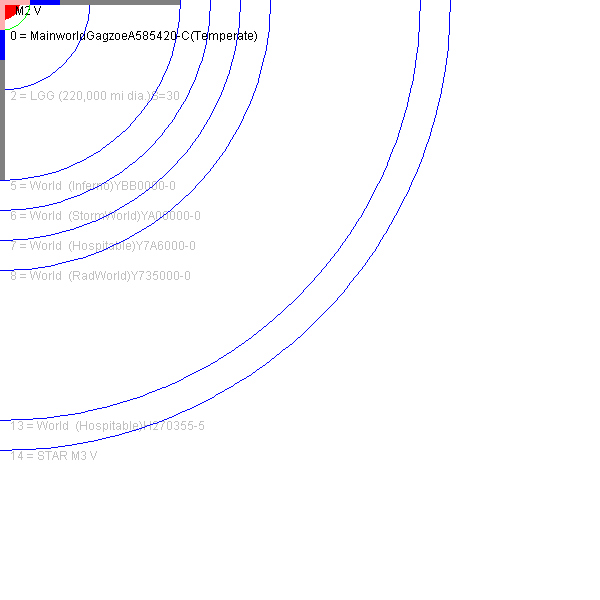 M2 V
0 = MainworldGagzoeA585420-C(Temperate)
2 = LGG (220,000 mi dia.)S=30
5 = World (Inferno)YBB0000-0
6 = World (StormWorld)YA00000-0
7 = World (Hospitable)Y7A6000-0
8 = World (RadWorld)Y735000-0
13 = World (Hospitable)H270355-5
14 = STAR M3 V